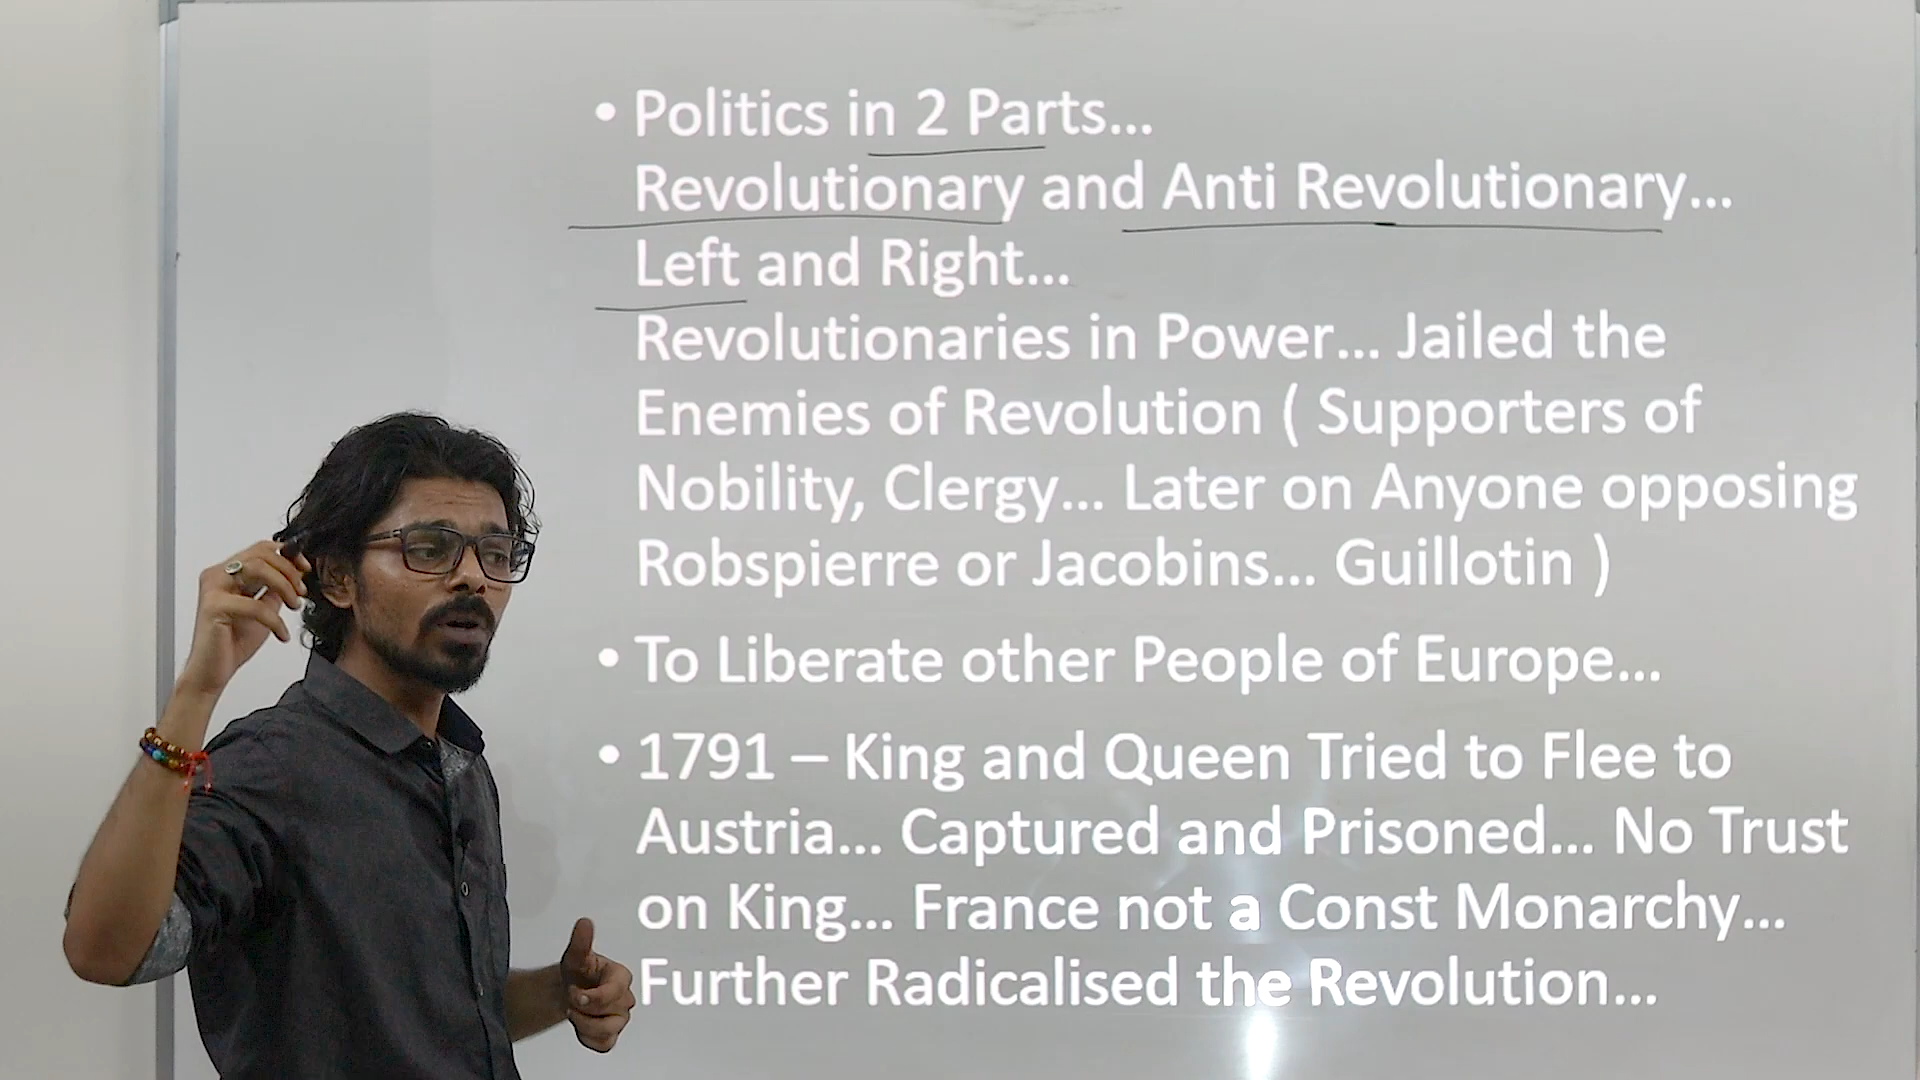 • Politics in 2 Parts...
Revolutionary and Anti Revolutionary...
Left and Right...
Revolutionaries in Power... Jailed the
Enemies of Revolution ( Supporters of
Nobility, Clergy... Later on Anyone opposing
Robspierre or Jacobins... Guillotin )
• To Liberate other People of Europe...
• 1791 – King and Queen Tried to Flee to
Austria... Captured and Prisoned... No Trust
on King... France not a Const Monarchy...
Further Radicalised the Revolution...